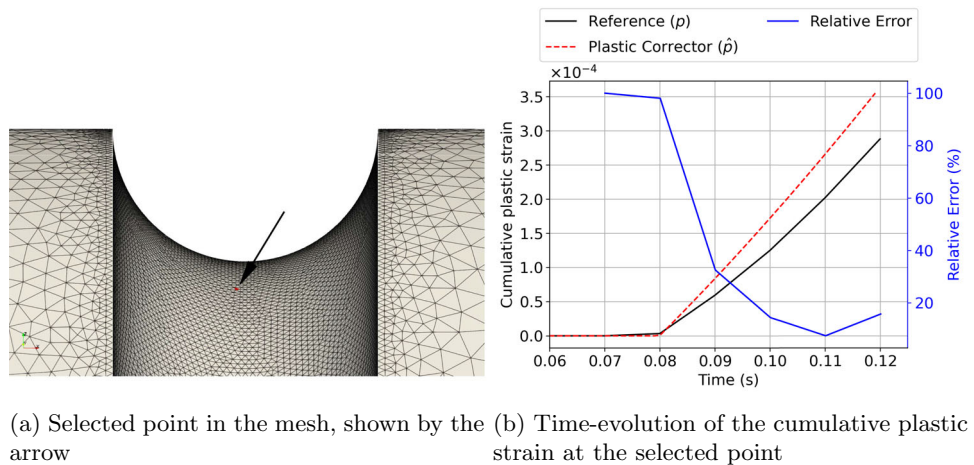 Reference (p)
Relative Error
Plastic Corrector (p̂)
×10⁻⁴
3.5
3.0
2.5
2.0
1.5
1.0
0.5
0.0
Cumulative plastic strain
0.06 0.07 0.08 0.09 0.10 0.11 0.12
Time (s)
100
80
60
40
20
Relative Error (%)
(a) Selected point in the mesh, shown by the
arrow
(b) Time-evolution of the cumulative plastic
strain at the selected point